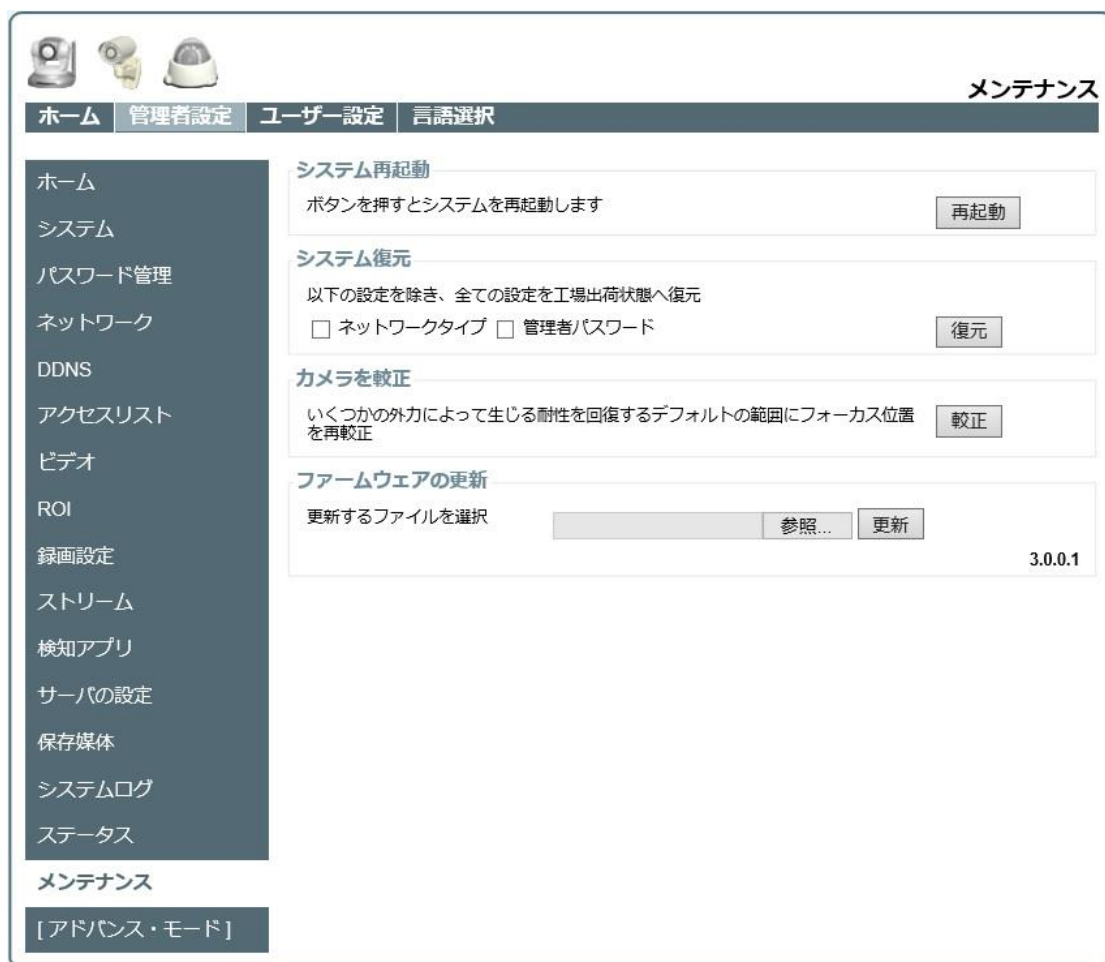 メンテナンス
ホーム 管理者設定 ユーザー設定 言語選択
ホーム
システム
パスワード管理
ネットワーク
DDNS
アクセスリスト
ビデオ
ROI
録画設定
ストリーム
検知アプリ
サーバの設定
保存媒体
システムログ
ステータス
メンテナンス
[アドバンス・モード]
システム再起動
ボタンを押すとシステムを再起動します
再起動
システム復元
以下の設定を除き、全ての設定を工場出荷状態へ復元
ネットワークタイプ 管理者パスワード
復元
カメラを較正
いくつかの外力によって生じる耐性を回復するデフォルトの範囲にフォーカス位置
を再較正
較正
ファームウェアの更新
更新するファイルを選択
参照... 更新
3.0.0.1